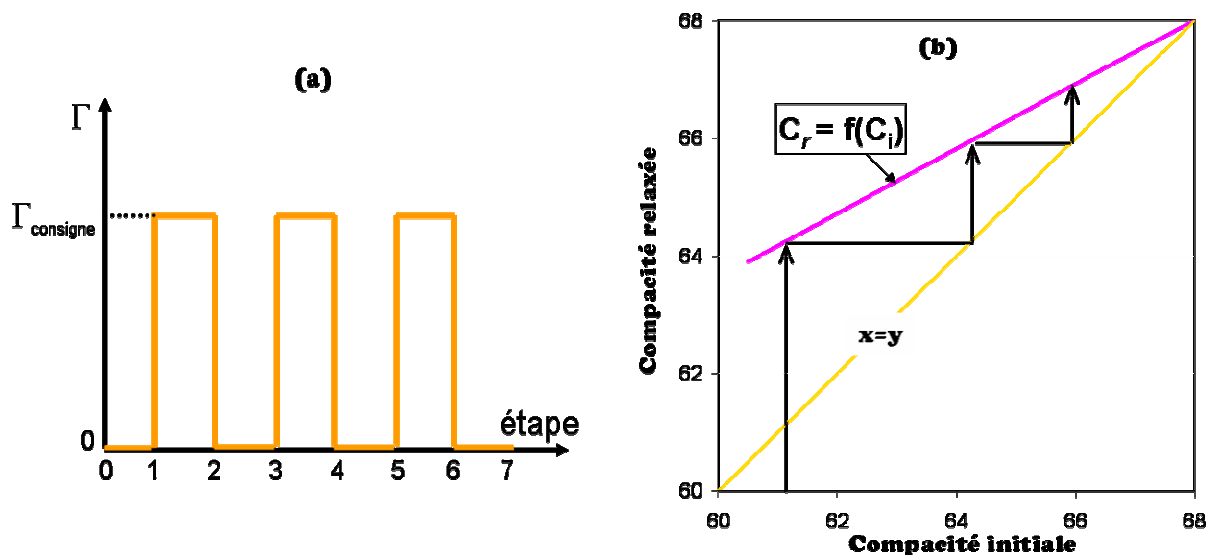 (a)
Γ
Γconsigne
0
étape
0 1 2 3 4 5 6 7
(b)
68
66
64
62
60
Compacité relaxée
Cr = f(Ci)
x=y
60 62 64 66 68
Compacité initiale